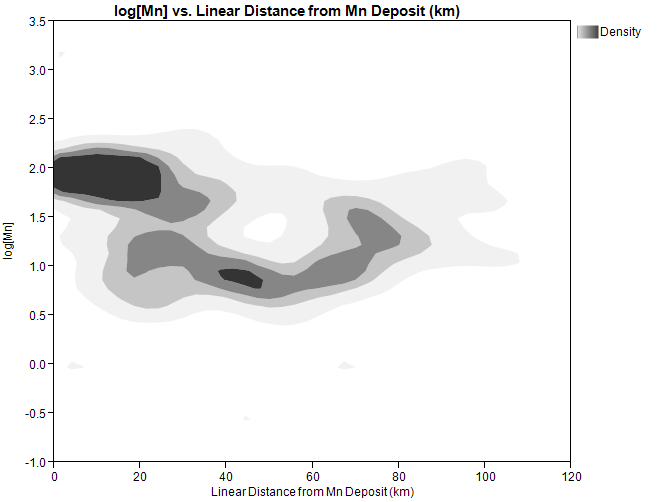 log[Mn] vs. Linear Distance from Mn Deposit (km)
Density
3.5
3.0
2.5
2.0
1.5
1.0
0.5
0.0
-0.5
-1.0
log[Mn]
0 20 40 60 80 100 120
Linear Distance from Mn Deposit (km)